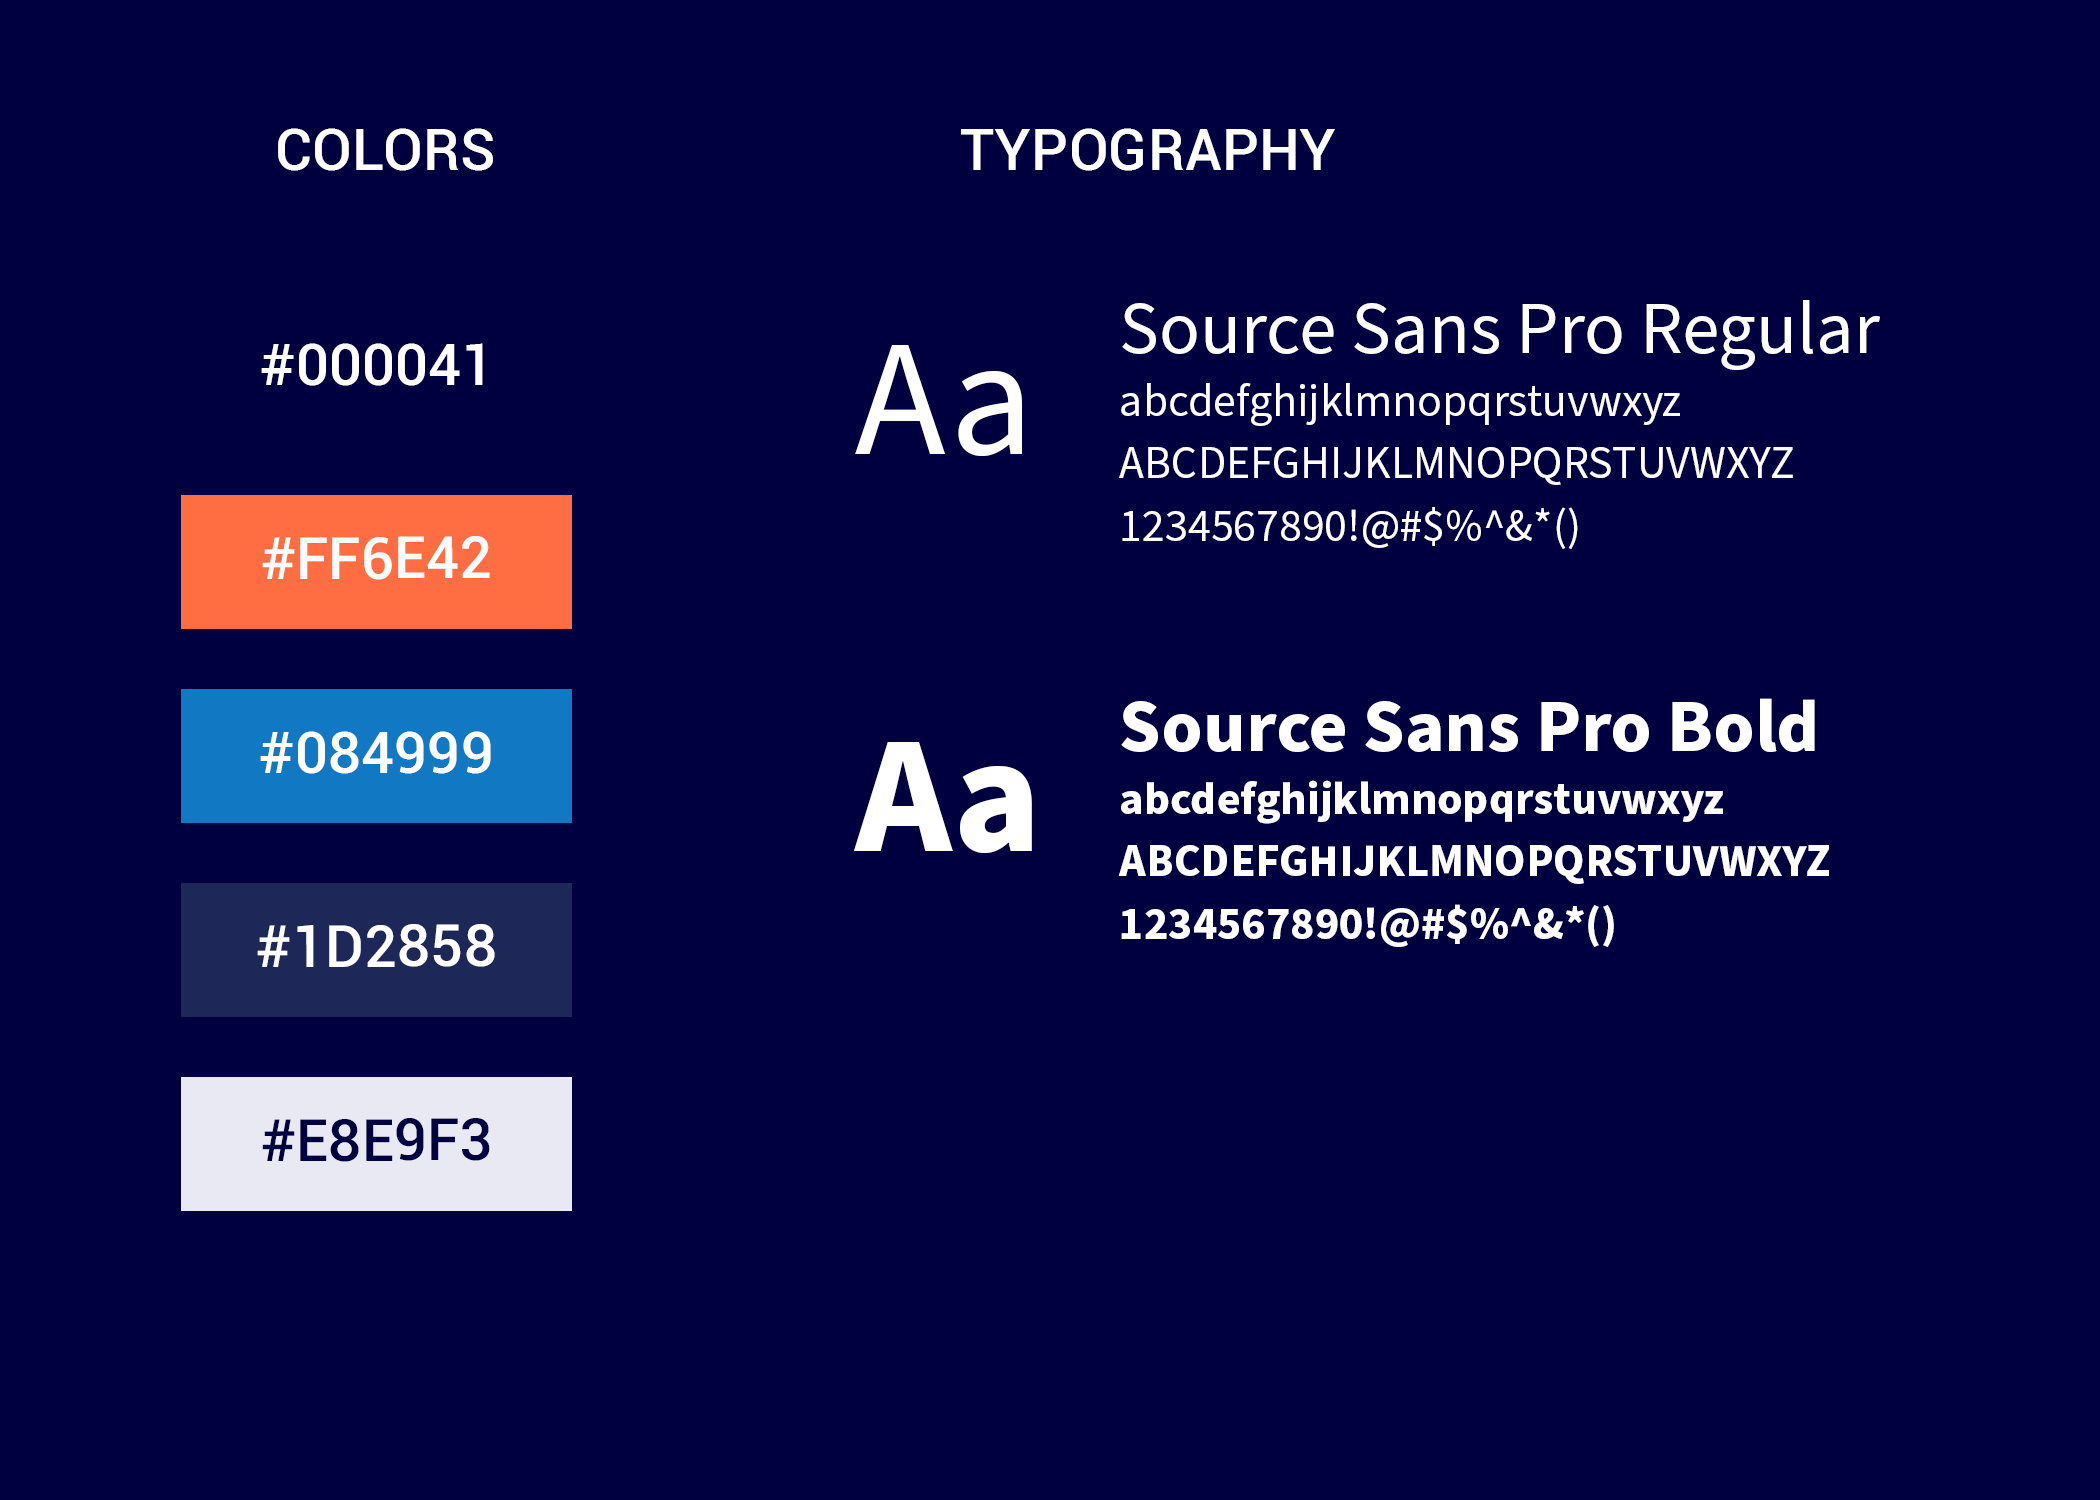 COLORS
#000041
#FF6E42
#084999
#1D2858
#E8E9F3
TYPOGRAPHY
Aa
Source Sans Pro Regular
abcdefghijklmnopqrstuvwxyz
ABCDEFGHIJKLMNOPQRSTUVWXYZ
1234567890!@#$%^&*()
Aa
Source Sans Pro Bold
abcdefghijklmnopqrstuvwxyz
ABCDEFGHIJKLMNOPQRSTUVWXYZ
1234567890!@#$%^&*()